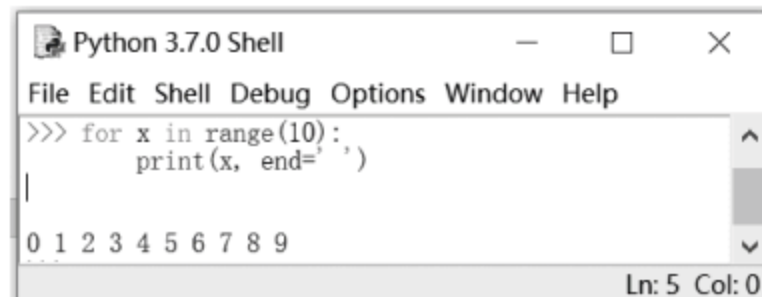 Python 3.7.0 Shell
File Edit Shell Debug Options Window Help
>>> for x in range(10):
        print(x, end=' ')
0 1 2 3 4 5 6 7 8 9
Ln: 5 Col: 0